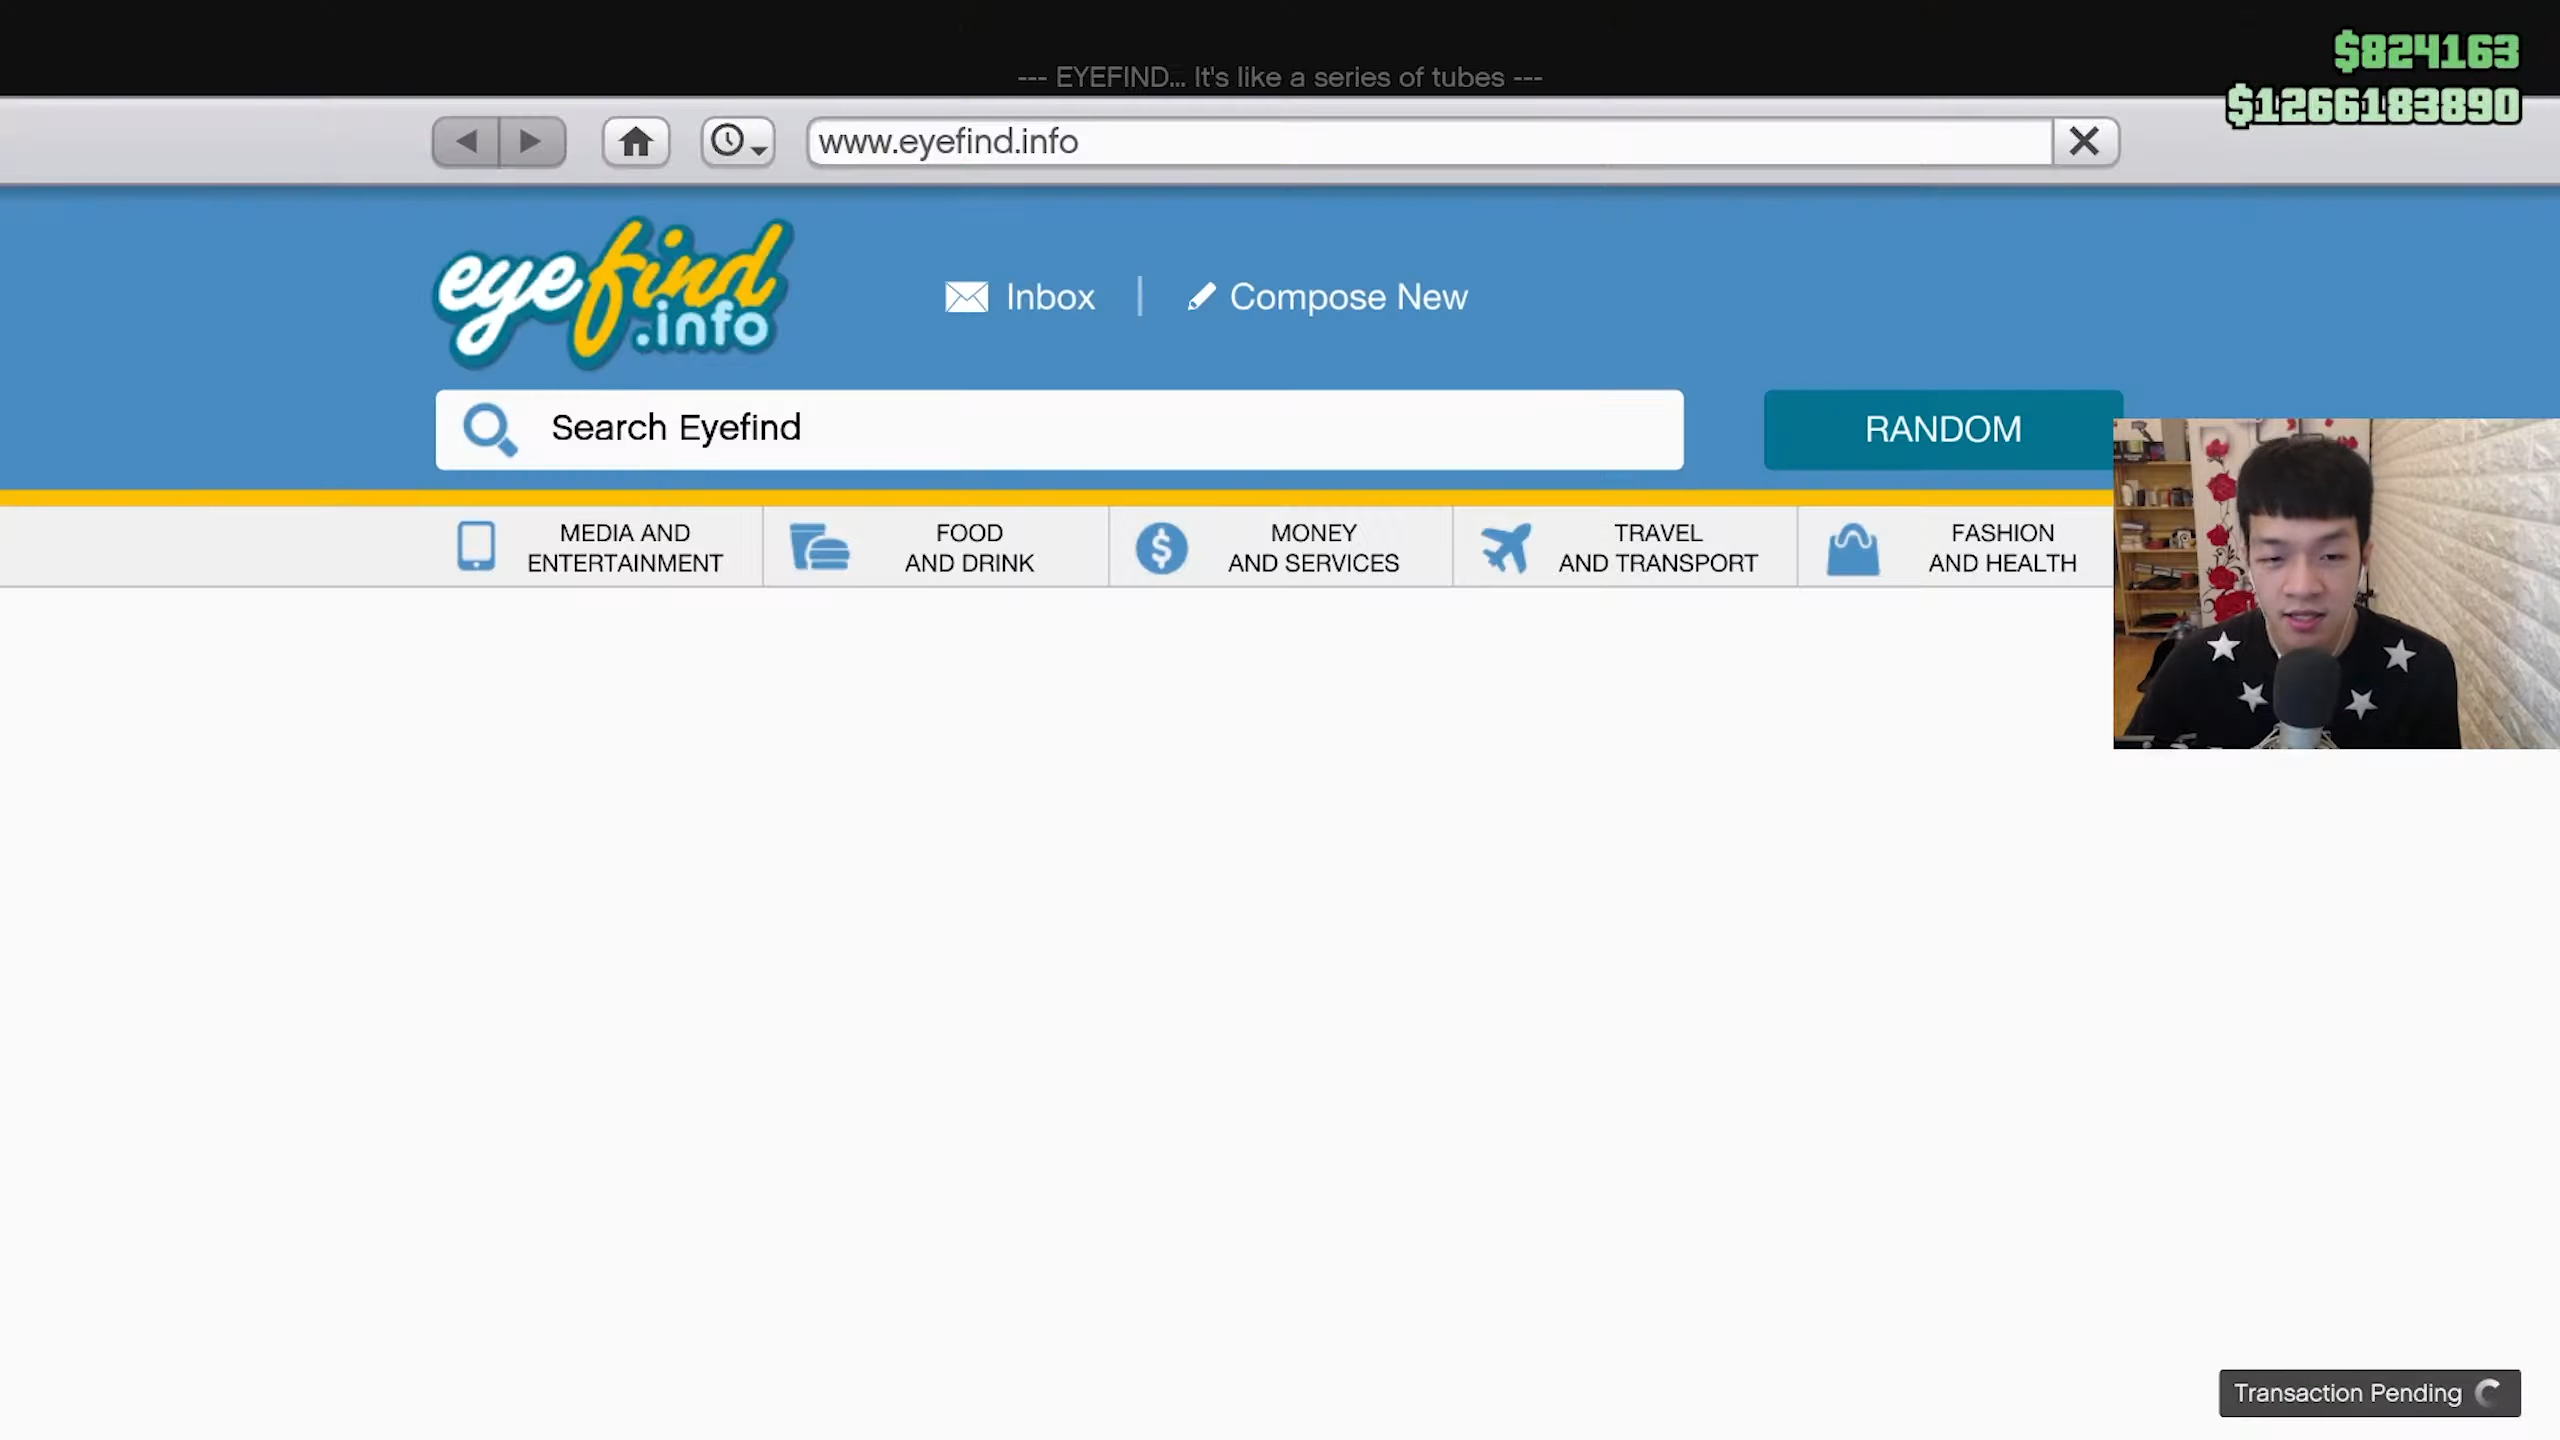 --- EYEFIND... It's like a series of tubes ---
$824163
$1266183890
www.eyefind.info
eyefind
.info
Inbox
Compose New
Search Eyefind
RANDOM
MEDIA AND
ENTERTAINMENT
FOOD
AND DRINK
MONEY
AND SERVICES
TRAVEL
AND TRANSPORT
FASHION
AND HEALTH
Transaction Pending